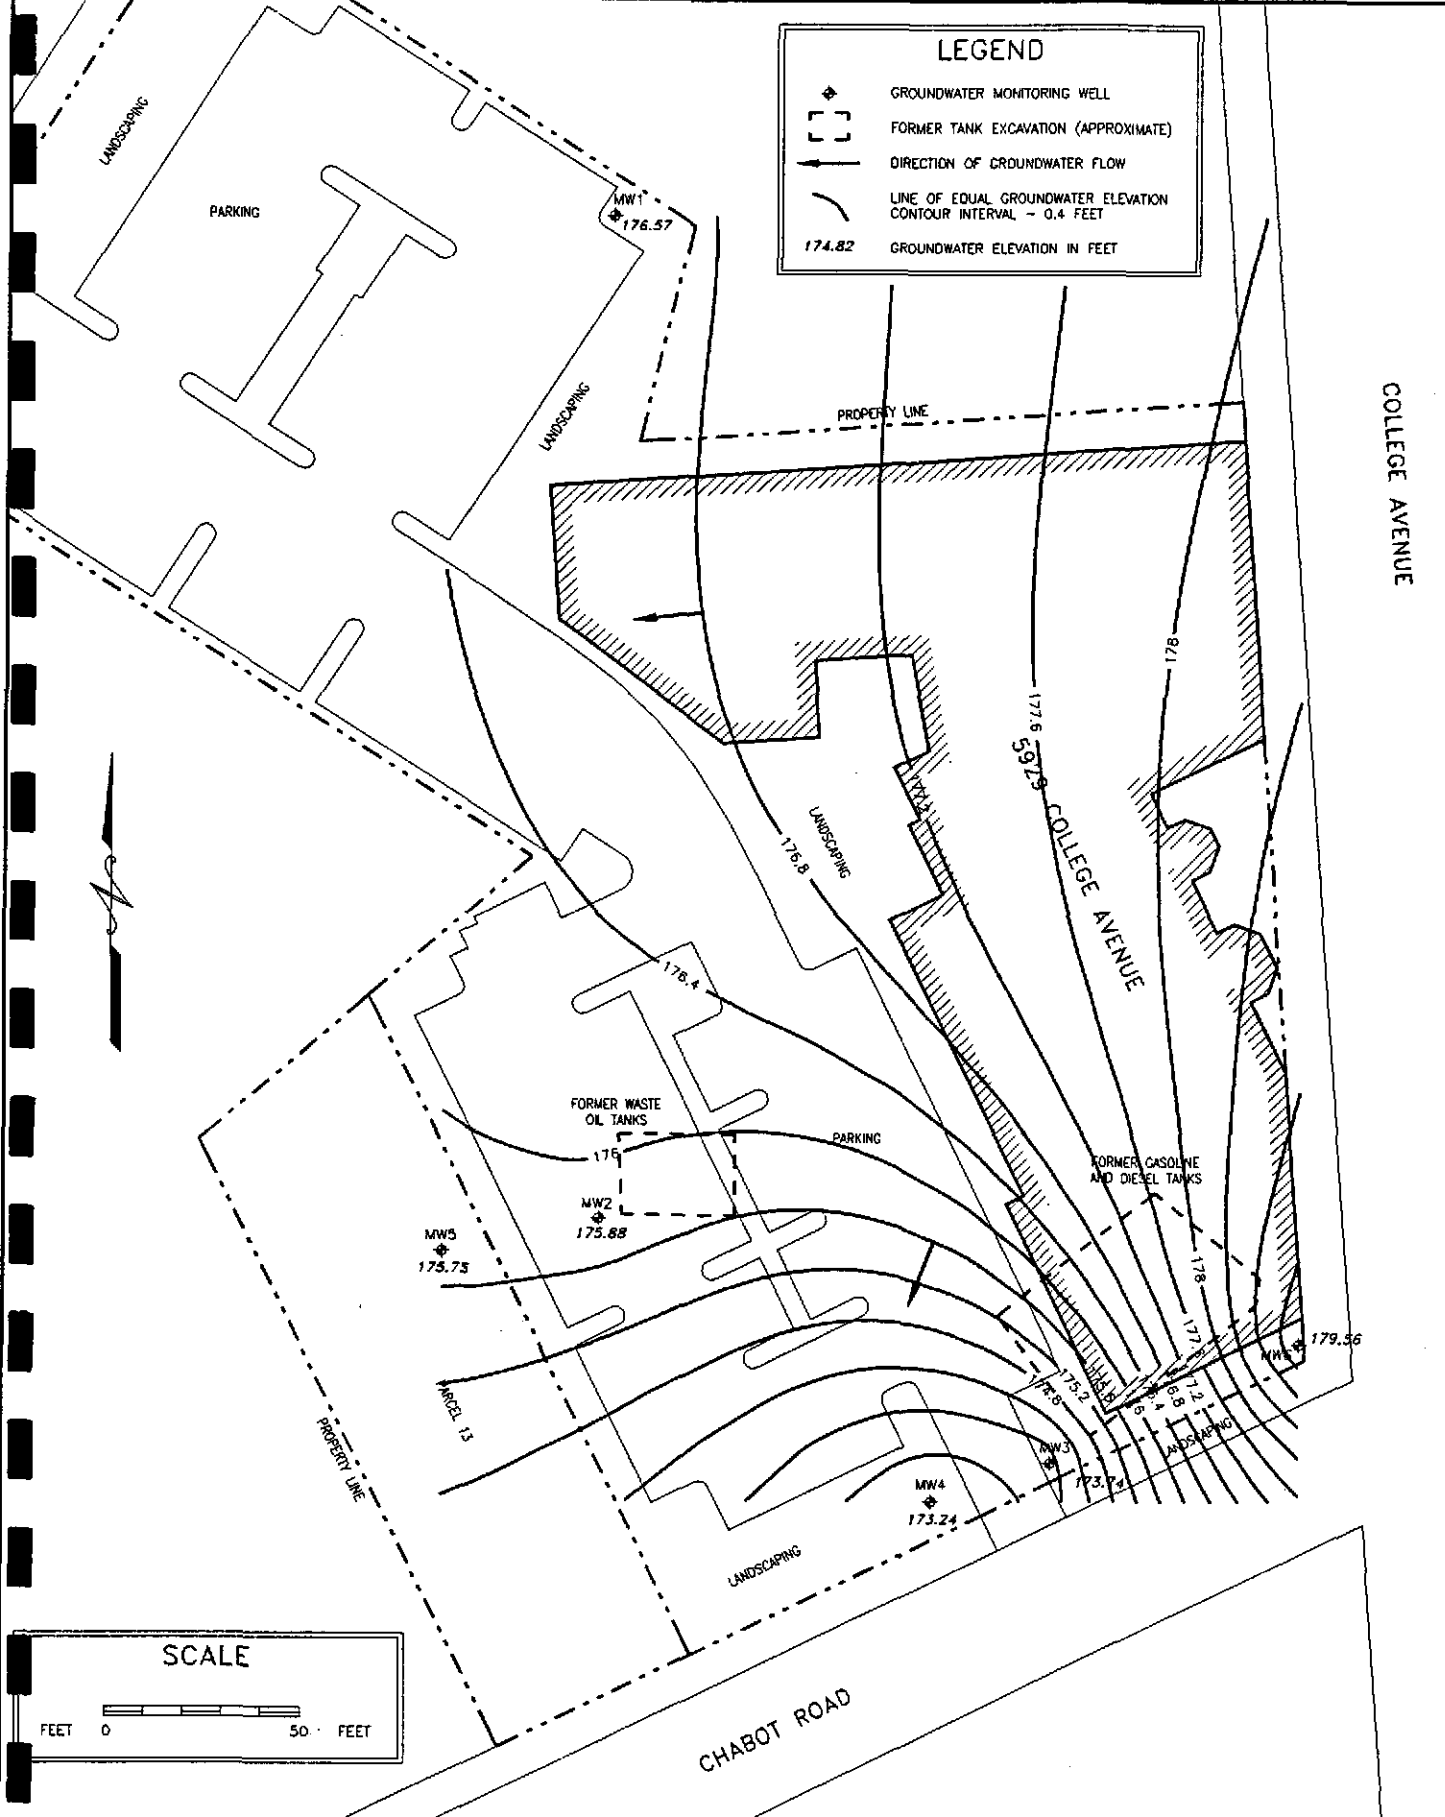 LEGEND
GROUNDWATER MONITORING WELL
FORMER TANK EXCAVATION (APPROXIMATE)
DIRECTION OF GROUNDWATER FLOW
LINE OF EQUAL GROUNDWATER ELEVATION
CONTOUR INTERVAL - 0.4 FEET
174.82 GROUNDWATER ELEVATION IN FEET
LANDSCAPING
PARKING
MW1
176.57
LANDSCAPING
PROPERTY LINE
COLLEGE AVENUE
178
177.6
5929 COLLEGE AVENUE
LANDSCAPING
176.8
176.4
FORMER WASTE
OIL TANKS
PARKING
176
FORMER GASOLINE
AND DIESEL TANKS
MW2
175.88
MW5
175.75
178
179.56
174.8
175.2
PARCEL 13
PROPERTY LINE
MW3
173.74
LANDSCAPING
MW4
173.24
LANDSCAPING
SCALE
FEET 0 50 FEET
CHABOT ROAD